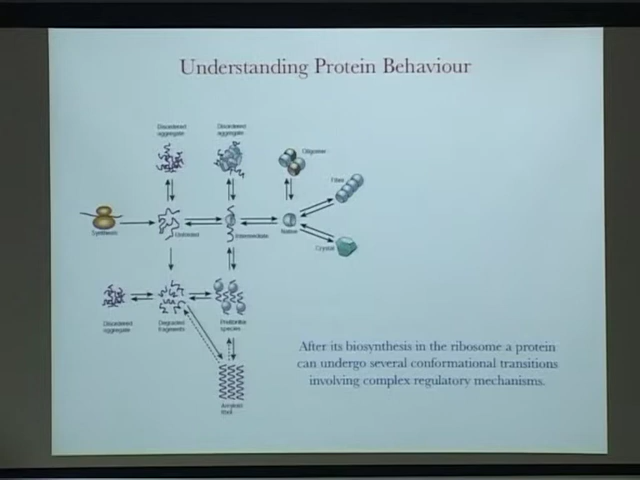 Understanding Protein Behaviour
Disordered
aggregate
Disordered
aggregate
Oligomer
Fibre
Synthesis
Unfolded
Intermediate
Native
Crystal
Disordered
aggregate
Degraded
fragments
Prefibrillar
species
Amyloid
fibril
After its biosynthesis in the ribosome a protein
can undergo several conformational transitions
involving complex regulatory mechanisms.